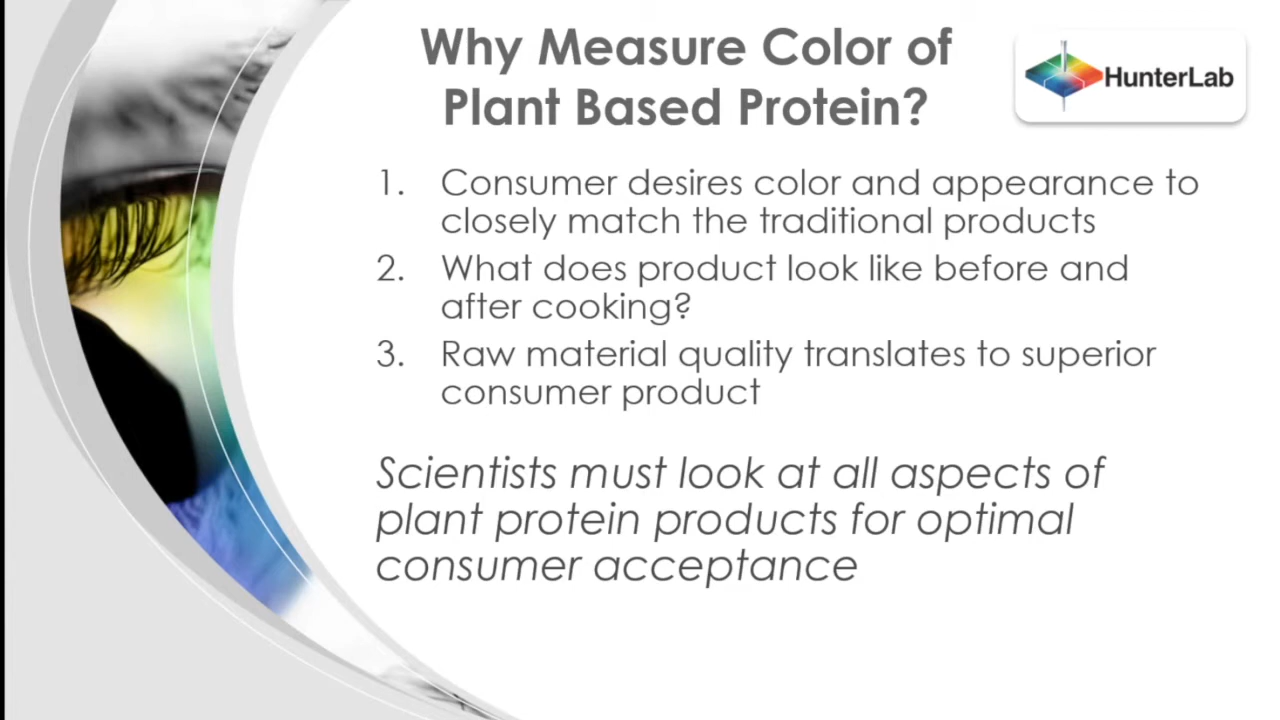 Why Measure Color of
Plant Based Protein?
HunterLab
1. Consumer desires color and appearance to
closely match the traditional products
2. What does product look like before and
after cooking?
3. Raw material quality translates to superior
consumer product
Scientists must look at all aspects of
plant protein products for optimal
consumer acceptance